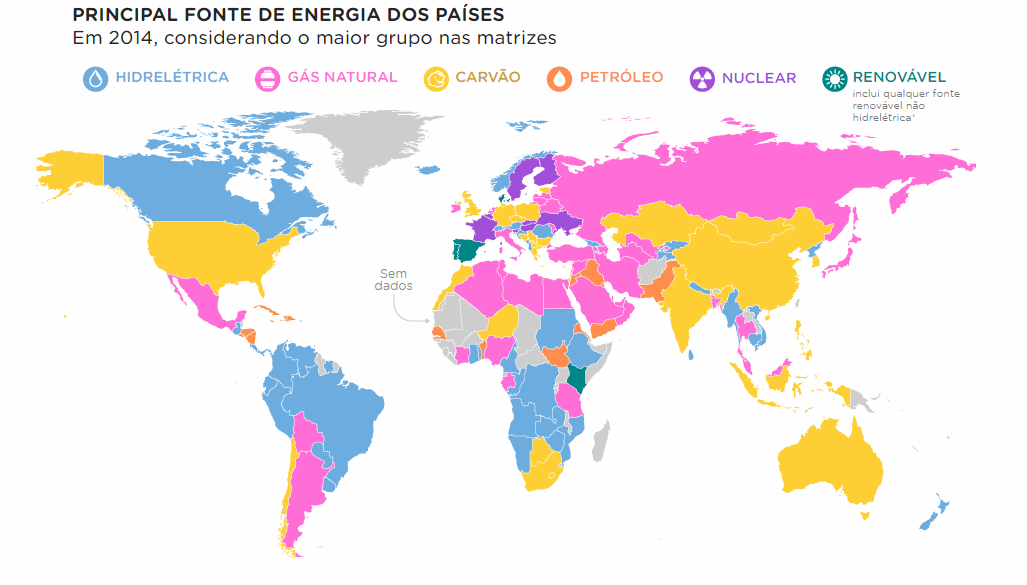 PRINCIPAL FONTE DE ENERGIA DOS PAÍSES
Em 2014, considerando o maior grupo nas matrizes
HIDRELÉTRICA
GÁS NATURAL
CARVÃO
PETRÓLEO
NUCLEAR
RENOVÁVEL
inclui qualquer fonte
renovável não
hidrelétrica*
Sem
dados